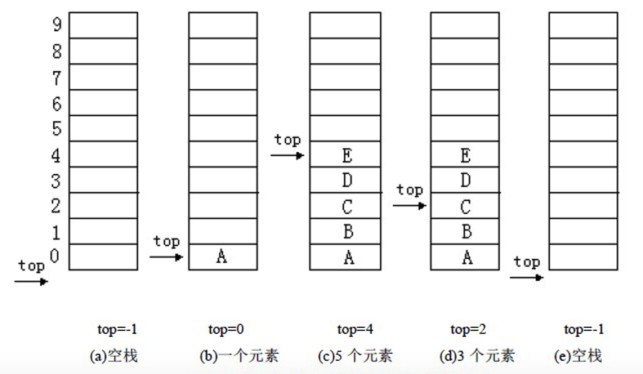 9
8
7
6
5
top
4 E E
3 D D
top
2 C C
1 B B
top
0 A A A
top top
top=-1 top=0 top=4 top=2 top=-1
(a)空栈 (b)一个元素 (c)5 个元素 (d)3 个元素 (e)空栈